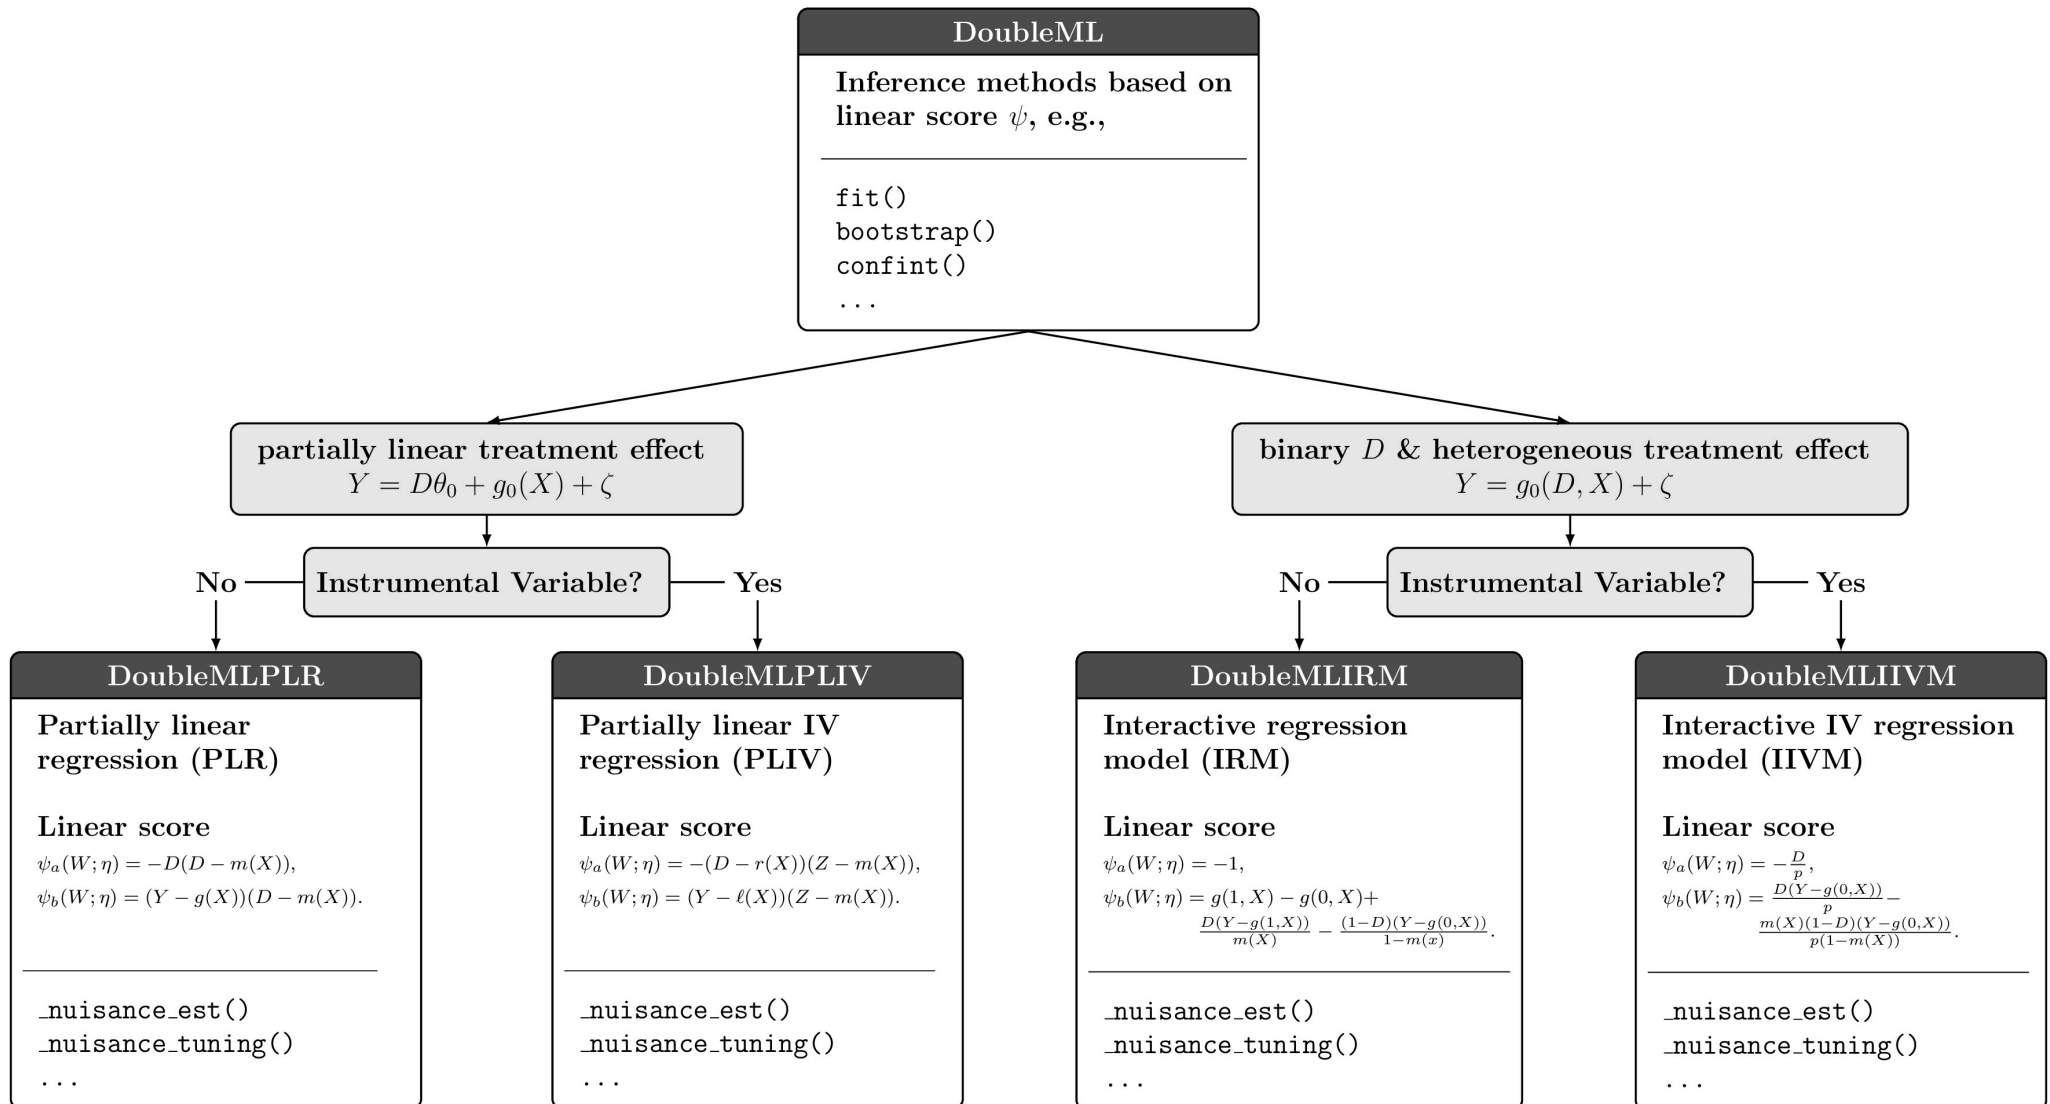 DoubleML
Inference methods based on
linear score ψ, e.g.,
fit()
bootstrap()
confint()
...
partially linear treatment effect
Y = Dθ₀ + g₀(X) + ζ
binary D & heterogeneous treatment effect
Y = g₀(D, X) + ζ
No
Instrumental Variable?
Yes
No
Instrumental Variable?
Yes
DoubleMLPLR
Partially linear
regression (PLR)
Linear score
ψₐ(W; η) = −D(D − m(X)),
ψ_b(W; η) = (Y − g(X))(D − m(X)).
_nuisance_est()
_nuisance_tuning()
...
DoubleMLPLIV
Partially linear IV
regression (PLIV)
Linear score
ψₐ(W; η) = −(D − r(X))(Z − m(X)),
ψ_b(W; η) = (Y − ℓ(X))(Z − m(X)).
_nuisance_est()
_nuisance_tuning()
...
DoubleMLIRM
Interactive regression
model (IRM)
Linear score
ψₐ(W; η) = −1,
ψ_b(W; η) = g(1, X) − g(0, X)+
D(Y−g(1,X))/m(X) − (1−D)(Y−g(0,X))/1−m(x).
_nuisance_est()
_nuisance_tuning()
...
DoubleMLIIVM
Interactive IV regression
model (IIVM)
Linear score
ψₐ(W; η) = −D/p,
ψ_b(W; η) = D(Y−g(0,X))/p −
m(X)(1−D)(Y−g(0,X))/p(1−m(X)).
_nuisance_est()
_nuisance_tuning()
...